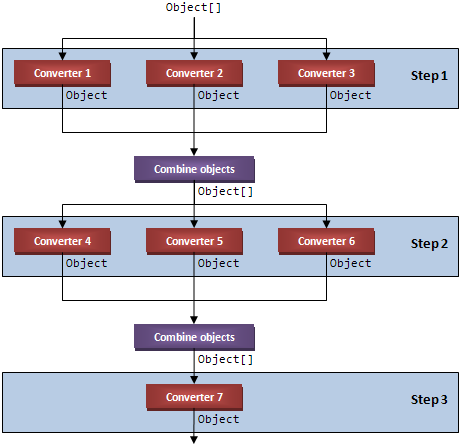 Object[]
Converter 1 Converter 2 Converter 3 Step 1
Object Object Object
Combine objects
Object[]
Converter 4 Converter 5 Converter 6 Step 2
Object Object Object
Combine objects
Object[]
Converter 7 Step 3
Object